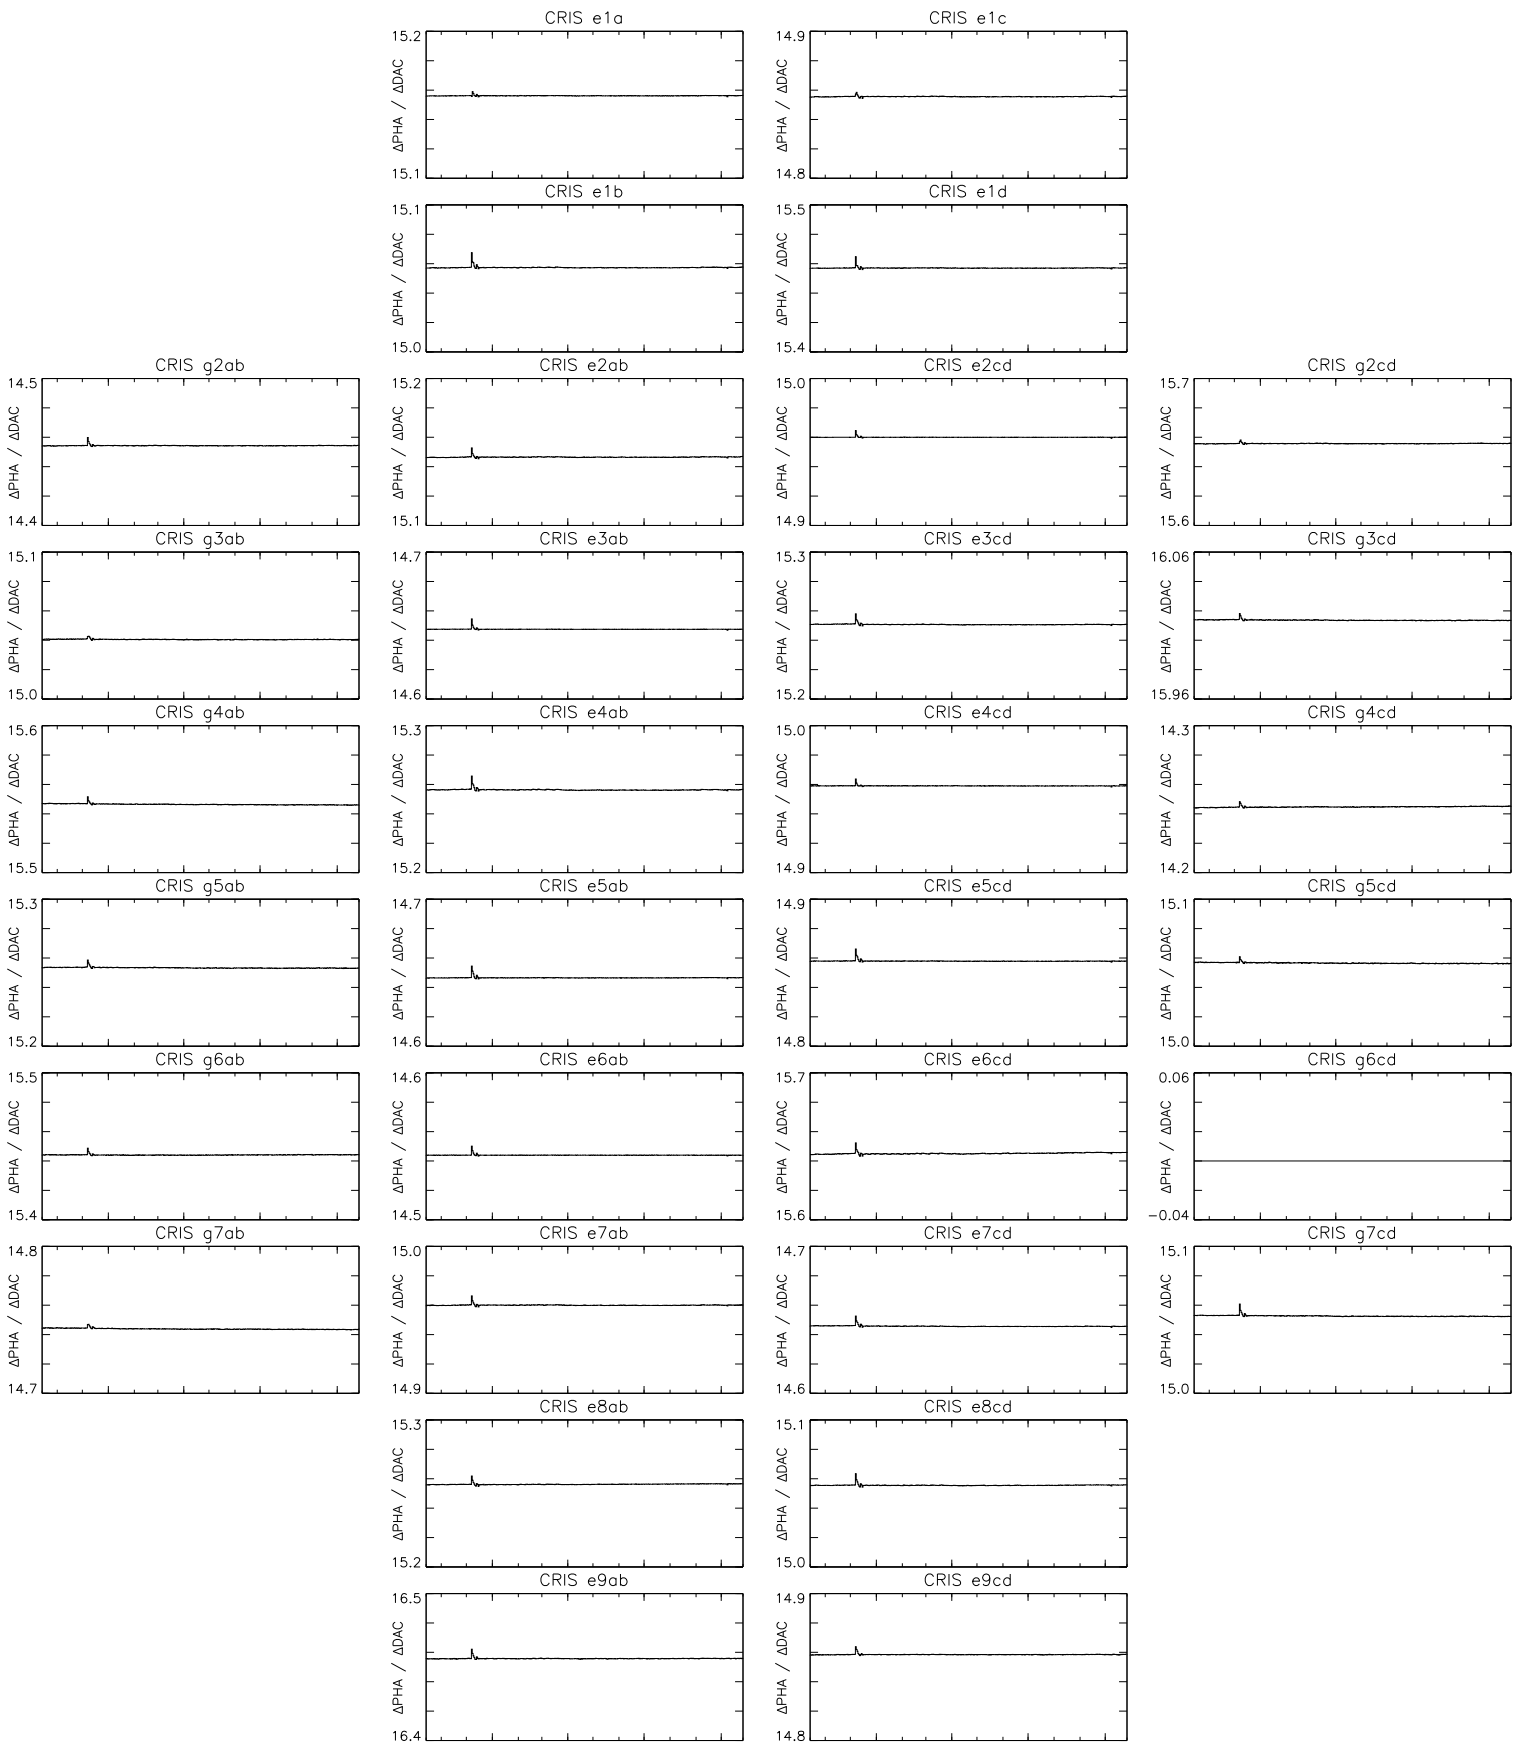 CRIS e1a
CRIS e1c
15.2
ΔPHA / ΔDAC
15.1
14.9
ΔPHA / ΔDAC
14.8
CRIS e1b
CRIS e1d
15.1
ΔPHA / ΔDAC
15.0
15.5
ΔPHA / ΔDAC
15.4
CRIS g2ab
CRIS e2ab
CRIS e2cd
CRIS g2cd
14.5
ΔPHA / ΔDAC
14.4
15.2
ΔPHA / ΔDAC
15.1
15.0
ΔPHA / ΔDAC
14.9
15.7
ΔPHA / ΔDAC
15.6
CRIS g3ab
CRIS e3ab
CRIS e3cd
CRIS g3cd
15.1
ΔPHA / ΔDAC
15.0
14.7
ΔPHA / ΔDAC
14.6
15.3
ΔPHA / ΔDAC
15.2
16.06
ΔPHA / ΔDAC
15.96
CRIS g4ab
CRIS e4ab
CRIS e4cd
CRIS g4cd
15.6
ΔPHA / ΔDAC
15.5
15.3
ΔPHA / ΔDAC
15.2
15.0
ΔPHA / ΔDAC
14.9
14.3
ΔPHA / ΔDAC
14.2
CRIS g5ab
CRIS e5ab
CRIS e5cd
CRIS g5cd
15.3
ΔPHA / ΔDAC
15.2
14.7
ΔPHA / ΔDAC
14.6
14.9
ΔPHA / ΔDAC
14.8
15.1
ΔPHA / ΔDAC
15.0
CRIS g6ab
CRIS e6ab
CRIS e6cd
CRIS g6cd
15.5
ΔPHA / ΔDAC
15.4
14.6
ΔPHA / ΔDAC
14.5
15.7
ΔPHA / ΔDAC
15.6
0.06
ΔPHA / ΔDAC
−0.04
CRIS g7ab
CRIS e7ab
CRIS e7cd
CRIS g7cd
14.8
ΔPHA / ΔDAC
14.7
15.0
ΔPHA / ΔDAC
14.9
14.7
ΔPHA / ΔDAC
14.6
15.1
ΔPHA / ΔDAC
15.0
CRIS e8ab
CRIS e8cd
15.3
ΔPHA / ΔDAC
15.2
15.1
ΔPHA / ΔDAC
15.0
CRIS e9ab
CRIS e9cd
16.5
ΔPHA / ΔDAC
16.4
14.9
ΔPHA / ΔDAC
14.8